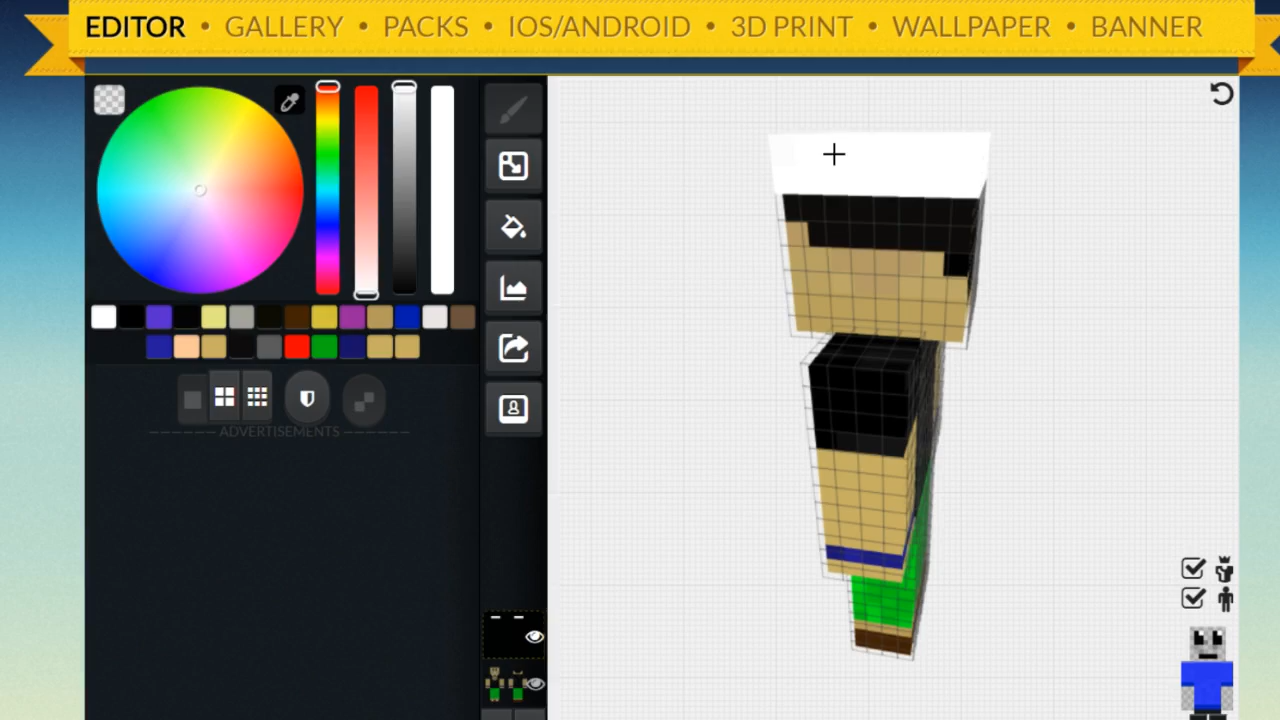 EDITOR • GALLERY • PACKS • IOS/ANDROID • 3D PRINT • WALLPAPER • BANNER
ADVERTISEMENTS